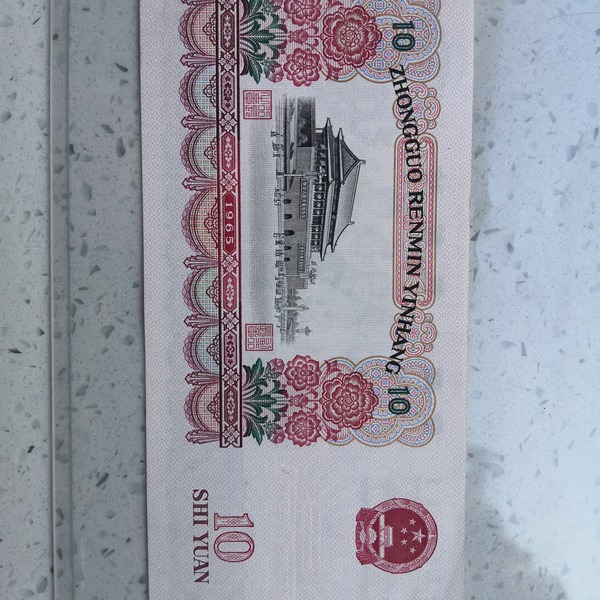 10 ZHONGGUO RENMIN YINHANG 10
1965
10
SHI YUAN